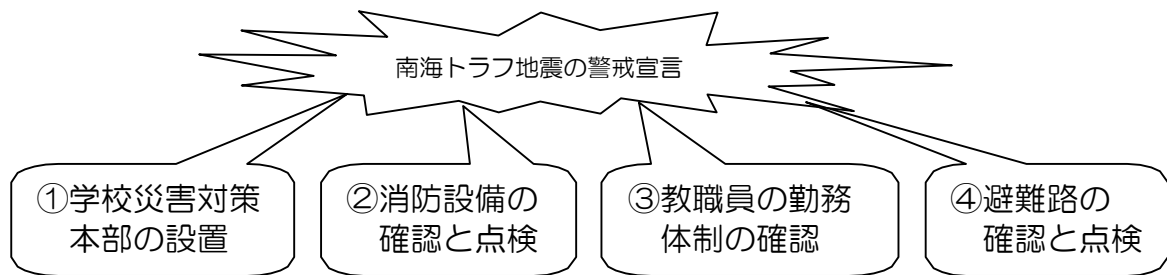 南海トラフ地震の警戒宣言
①学校災害対策
本部の設置
②消防設備の
確認と点検
③教職員の勤務
体制の確認
④避難路の
確認と点検